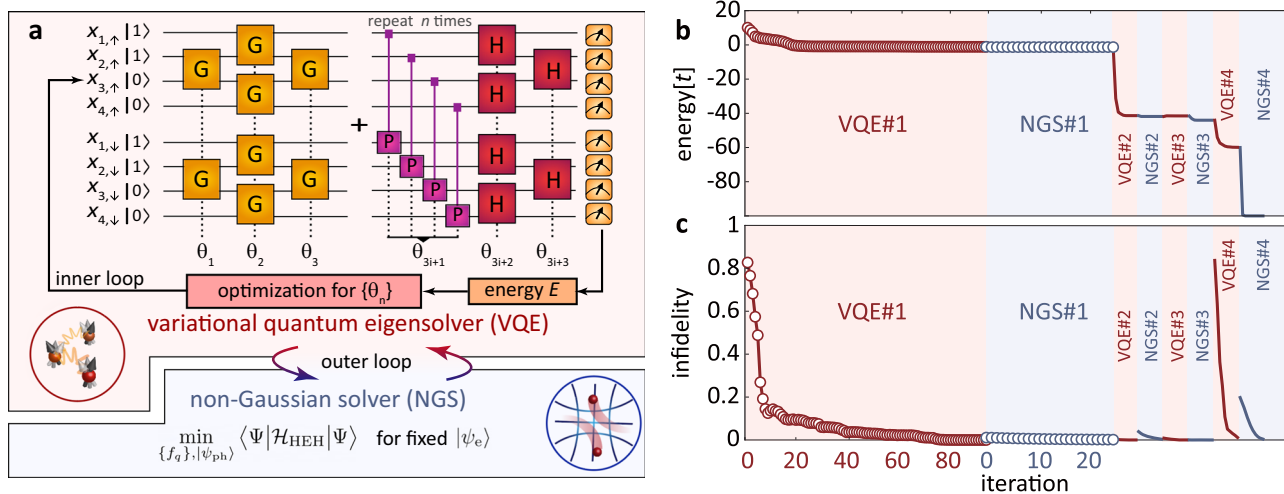 a
repeat n times
x1,↑ |1⟩
x2,↑ |1⟩
x3,↑ |0⟩
x4,↑ |0⟩
x1,↓ |1⟩
x2,↓ |1⟩
x3,↓ |0⟩
x4,↓ |0⟩
G G G G
G G G G
+
P P P P
H H H
H H H
θ1 θ2 θ3 θ3i+1 θ3i+2 θ3i+3
inner loop
optimization for {θn}
energy E
variational quantum eigensolver (VQE)
outer loop
non-Gaussian solver (NGS)
min ⟨Ψ|HHEH|Ψ⟩ for fixed |ψe⟩
{fq},|ψph⟩
b
energy[t]
20
0
-20
-40
-60
-80
VQE#1
NGS#1
VQE#2
NGS#2
VQE#3
NGS#3
VQE#4
NGS#4
c
infidelity
1
0.8
0.6
0.4
0.2
0
VQE#1
NGS#1
VQE#2
NGS#2
VQE#3
NGS#3
VQE#4
NGS#4
0 20 40 60 80 0 20
iteration